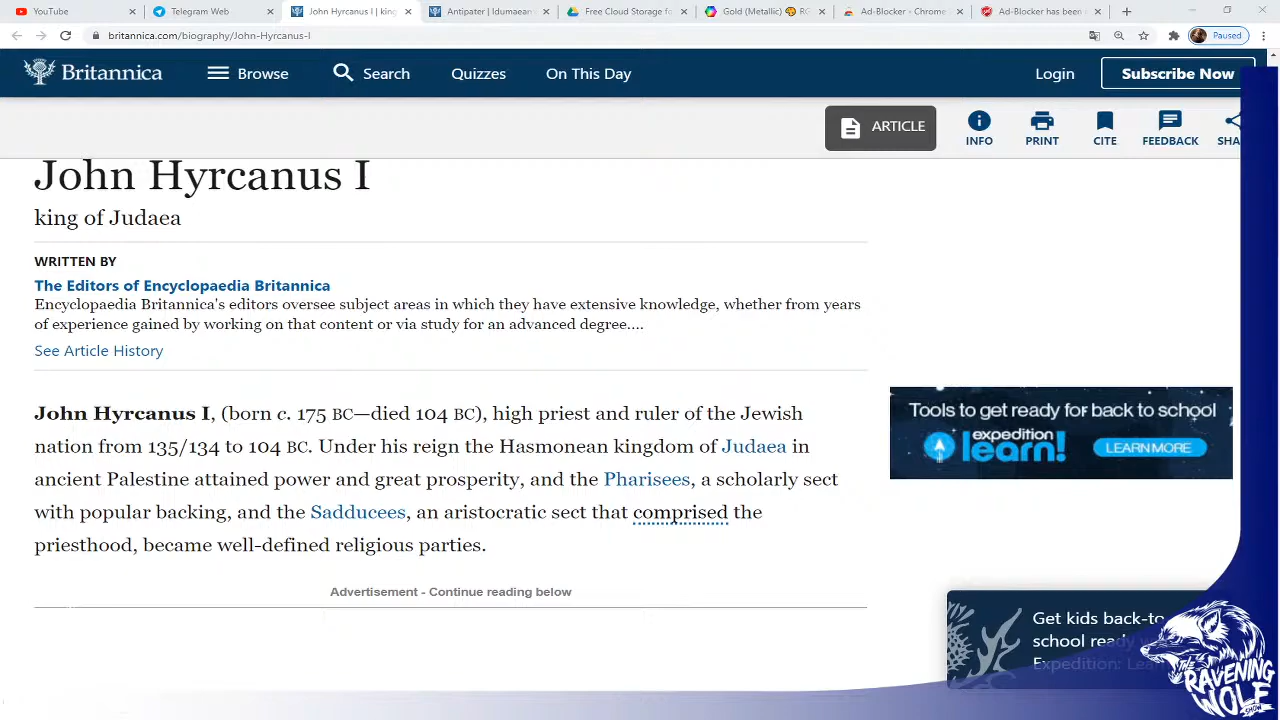 YouTube
Telegram Web
John Hyrcanus I | king
Antipater | Idumaean s
Free Cloud Storage fo
Gold (Metallic) 🎨 RG
Ad-Blocker - Chrome
Ad-Blocker has been
britannica.com/biography/John-Hyrcanus-I
Paused
Britannica
Browse
Search
Quizzes
On This Day
Login
Subscribe Now
ARTICLE
INFO
PRINT
CITE
FEEDBACK
SHA
John Hyrcanus I
king of Judaea
WRITTEN BY
The Editors of Encyclopaedia Britannica
Encyclopaedia Britannica's editors oversee subject areas in which they have extensive knowledge, whether from years
of experience gained by working on that content or via study for an advanced degree....
See Article History
John Hyrcanus I, (born c. 175 BC—died 104 BC), high priest and ruler of the Jewish
nation from 135/134 to 104 BC. Under his reign the Hasmonean kingdom of Judaea in
ancient Palestine attained power and great prosperity, and the Pharisees, a scholarly sect
with popular backing, and the Sadducees, an aristocratic sect that comprised the
priesthood, became well-defined religious parties.
Advertisement - Continue reading below
Tools to get ready for back to school
expedition
learn!
LEARN MORE
Get kids back-to
school ready
Expedition: Lea
THE
RAVENING
WOLF
SHOW